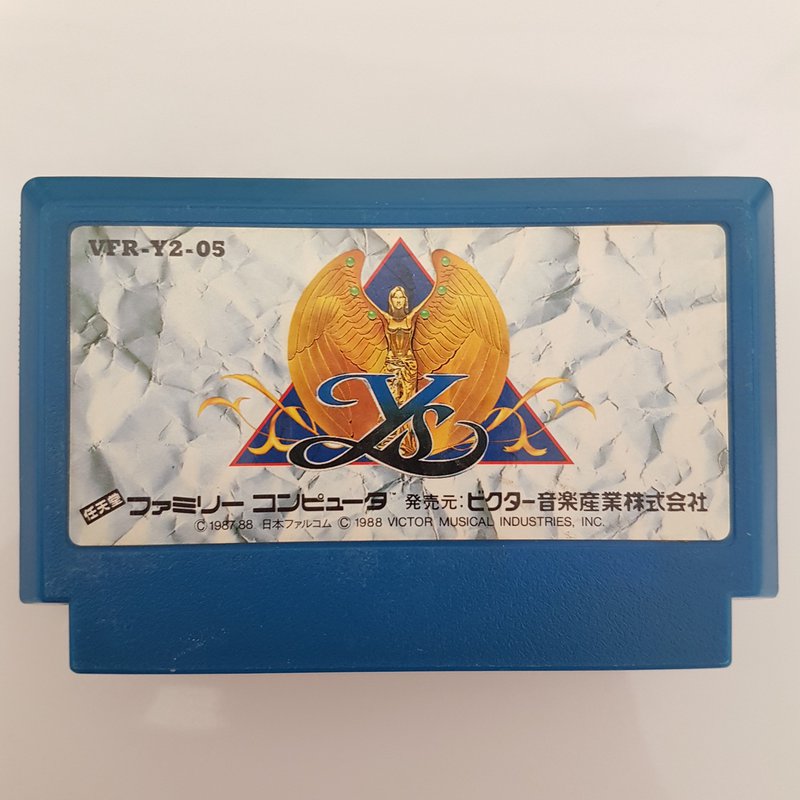 VFR-Y2-05
Ys
任天堂 ファミリー コンピュータ™ 発売元:ビクター音楽産業株式会社
© 1987,88 日本ファルコム © 1988 VICTOR MUSICAL INDUSTRIES, INC.